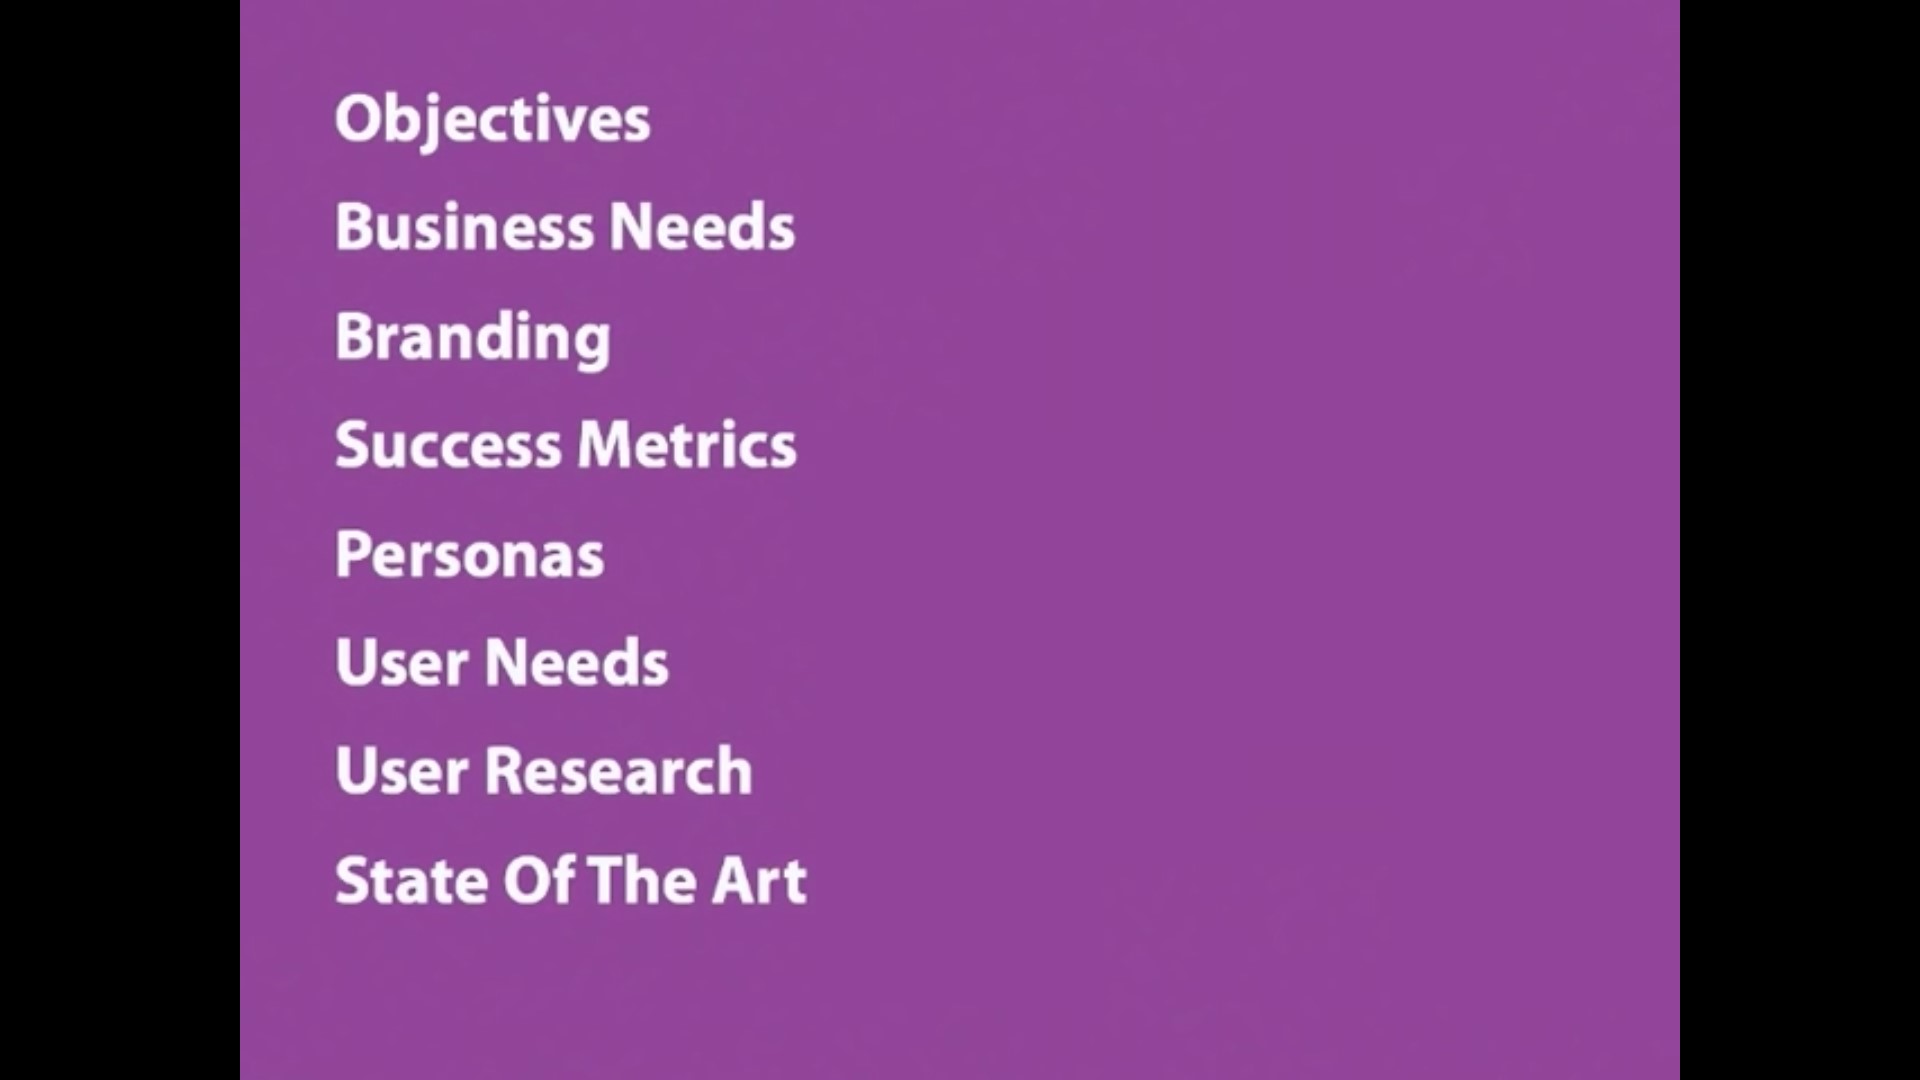 Objectives
Business Needs
Branding
Success Metrics
Personas
User Needs
User Research
State Of The Art